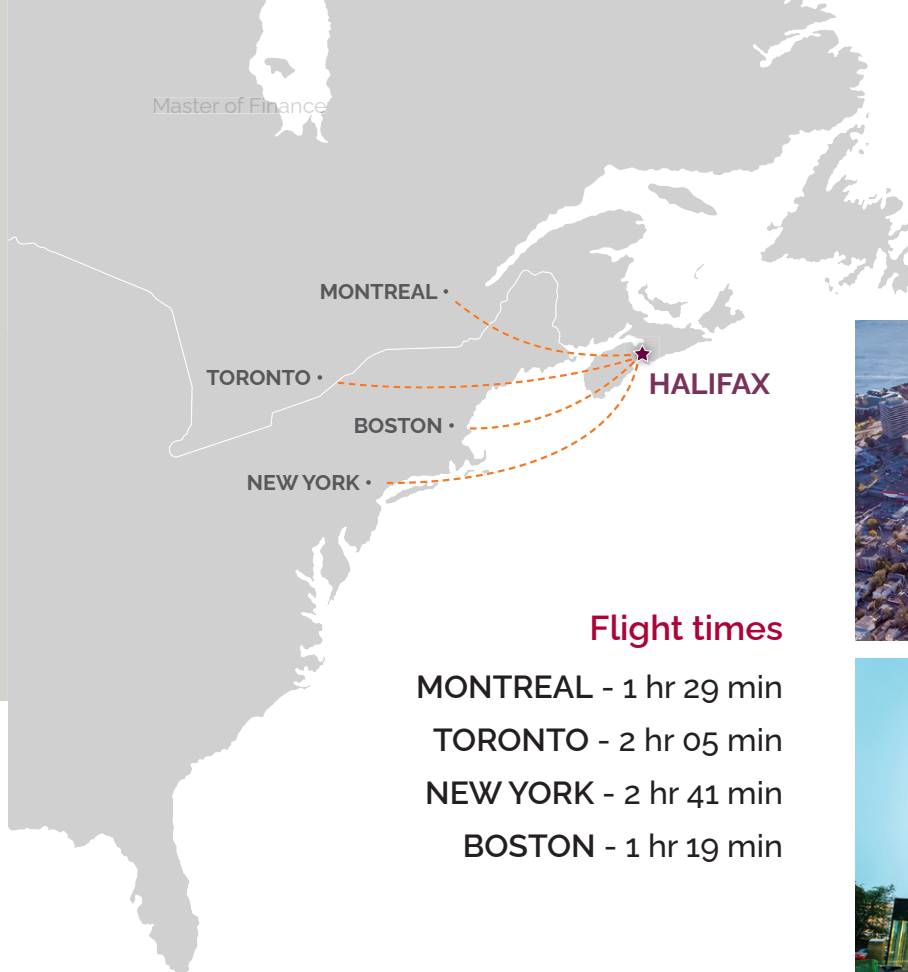 Master of Finance
MONTREAL •
TORONTO •
HALIFAX
BOSTON •
NEW YORK •
Flight times
MONTREAL - 1 hr 29 min
TORONTO - 2 hr 05 min
NEW YORK - 2 hr 41 min
BOSTON - 1 hr 19 min